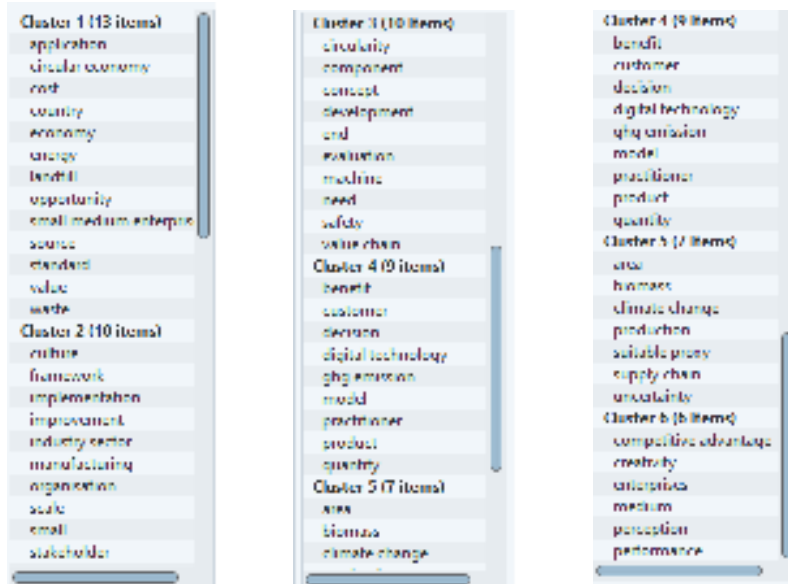 Cluster 1 (13 items)
application
circular economy
cost
country
economy
energy
landfill
opportunity
small medium enterpris
source
standard
value
waste
Cluster 2 (10 items)
culture
framework
implementation
improvement
industry sector
manufacturing
organisation
scale
small
stakeholder
Cluster 3 (10 items)
circularity
component
concept
development
end
evaluation
machine
need
safety
value chain
Cluster 4 (9 items)
benefit
customer
decision
digital technology
ghg emission
model
practitioner
product
quantity
Cluster 5 (7 items)
area
biomass
climate change
Cluster 4 (9 items)
benefit
customer
decision
digital technology
ghg emission
model
practitioner
product
quantity
Cluster 5 (7 items)
area
biomass
climate change
production
suitable proxy
supply chain
uncertainty
Cluster 6 (6 items)
competitive advantage
creativity
enterprises
medium
perception
performance